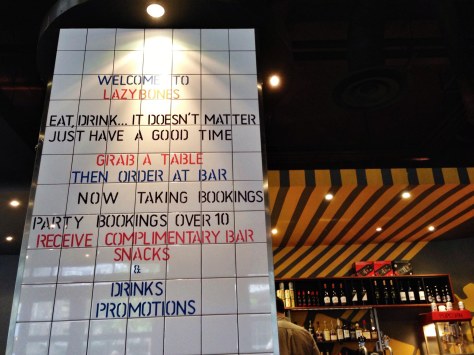 WELCOME TO
LAZYBONES
EAT, DRINK... IT DOESN'T MATTER
JUST HAVE A GOOD TIME
GRAB A TABLE
THEN ORDER AT BAR
NOW TAKING BOOKINGS
PARTY BOOKINGS OVER 10
RECEIVE COMPLIMENTARY BAR
SNACKS
&
DRINKS
PROMOTIONS